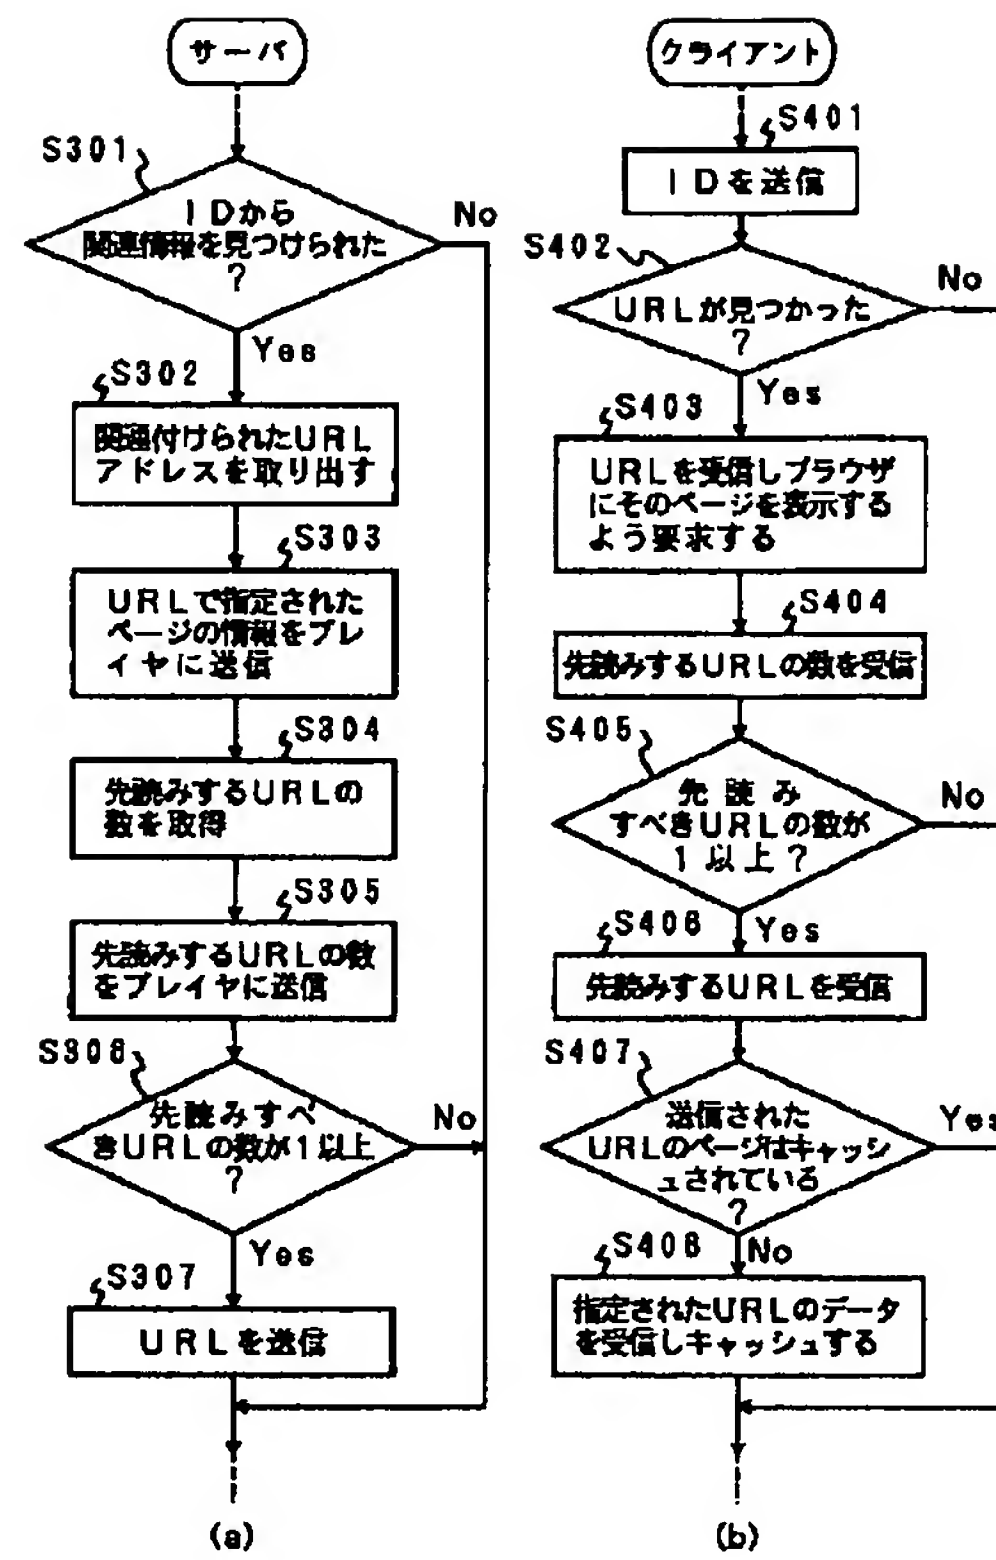 サーバ
S301
IDから
関連情報を見つけられた
?
No
Yes
S302
関連付けられたURL
アドレスを取り出す
S303
URLで指定された
ページの情報をプレ
イヤに送信
S304
先読みするURLの
数を取得
S305
先読みするURLの数
をプレイヤに送信
S306
先読みすべ
きURLの数が1以上
?
No
Yes
S307
URLを送信
(a)
クライアント
S401
IDを送信
S402
URLが見つかった
?
No
Yes
S403
URLを受信しブラウザ
にそのページを表示する
よう要求する
S404
先読みするURLの数を受信
S405
先読み
すべきURLの数が
1以上?
No
Yes
S406
先読みするURLを受信
S407
送信された
URLのページはキャッシ
ュされている
?
Yes
No
S408
指定されたURLのデータ
を受信しキャッシュする
(b)